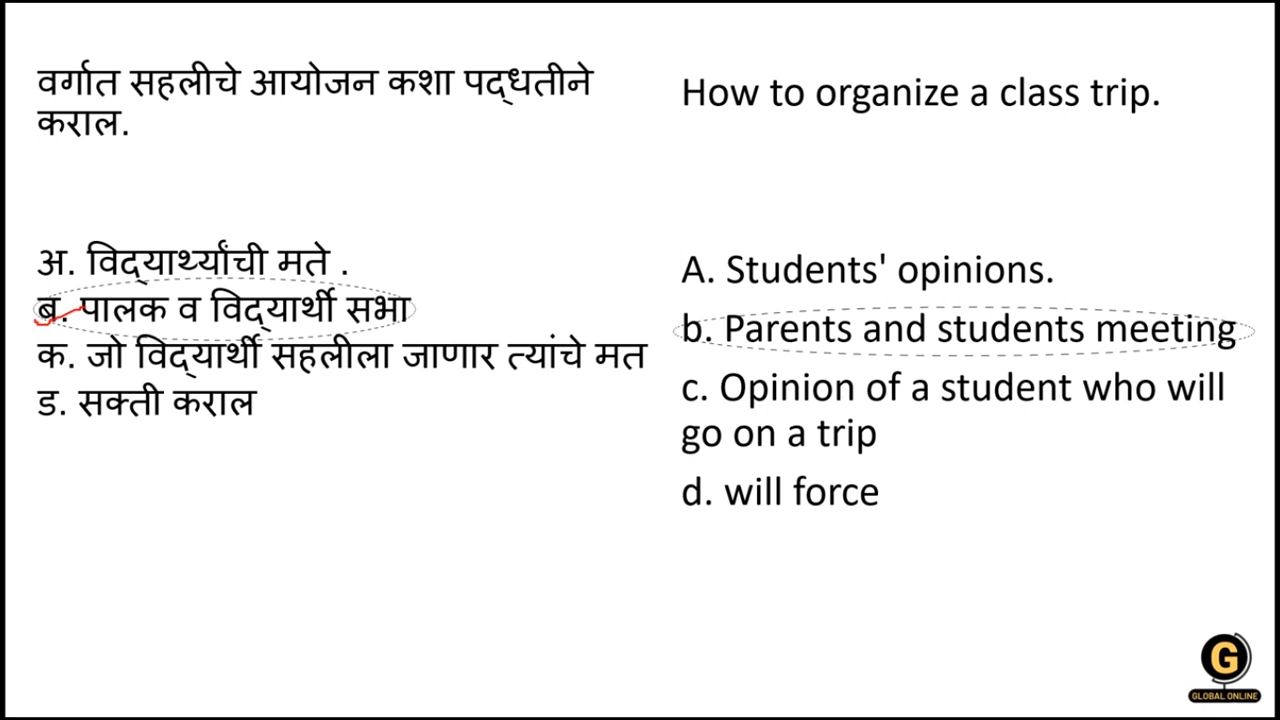 वर्गात सहलीचे आयोजन कशा पद्धतीने
कराल.
अ. विद्यार्थ्यांची मते .
ब. पालक व विद्यार्थी सभा
क. जो विद्यार्थी सहलीला जाणार त्यांचे मत
ड. सक्ती कराल
How to organize a class trip.
A. Students' opinions.
b. Parents and students meeting
c. Opinion of a student who will
go on a trip
d. will force
G
GLOBAL ONLINE